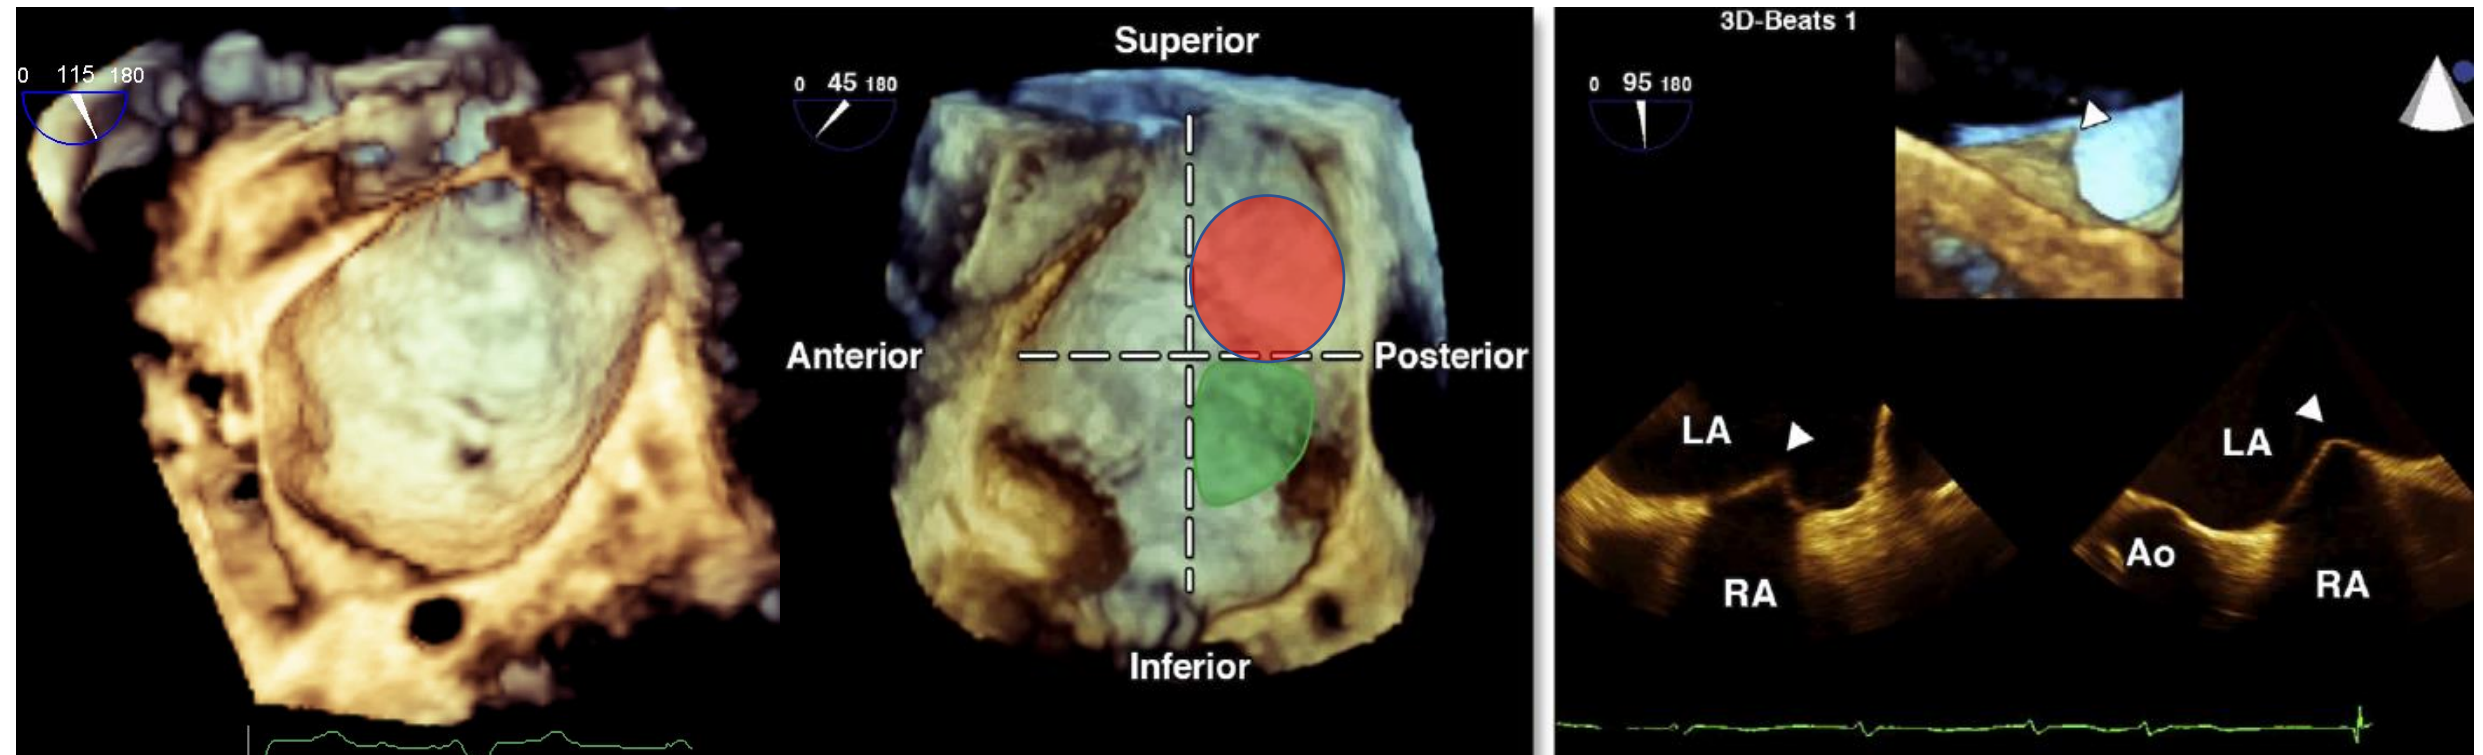 0 115 180
Superior
0 45 180
Anterior
Posterior
Inferior
3D-Beats 1
0 95 180
LA
RA
LA
Ao
RA